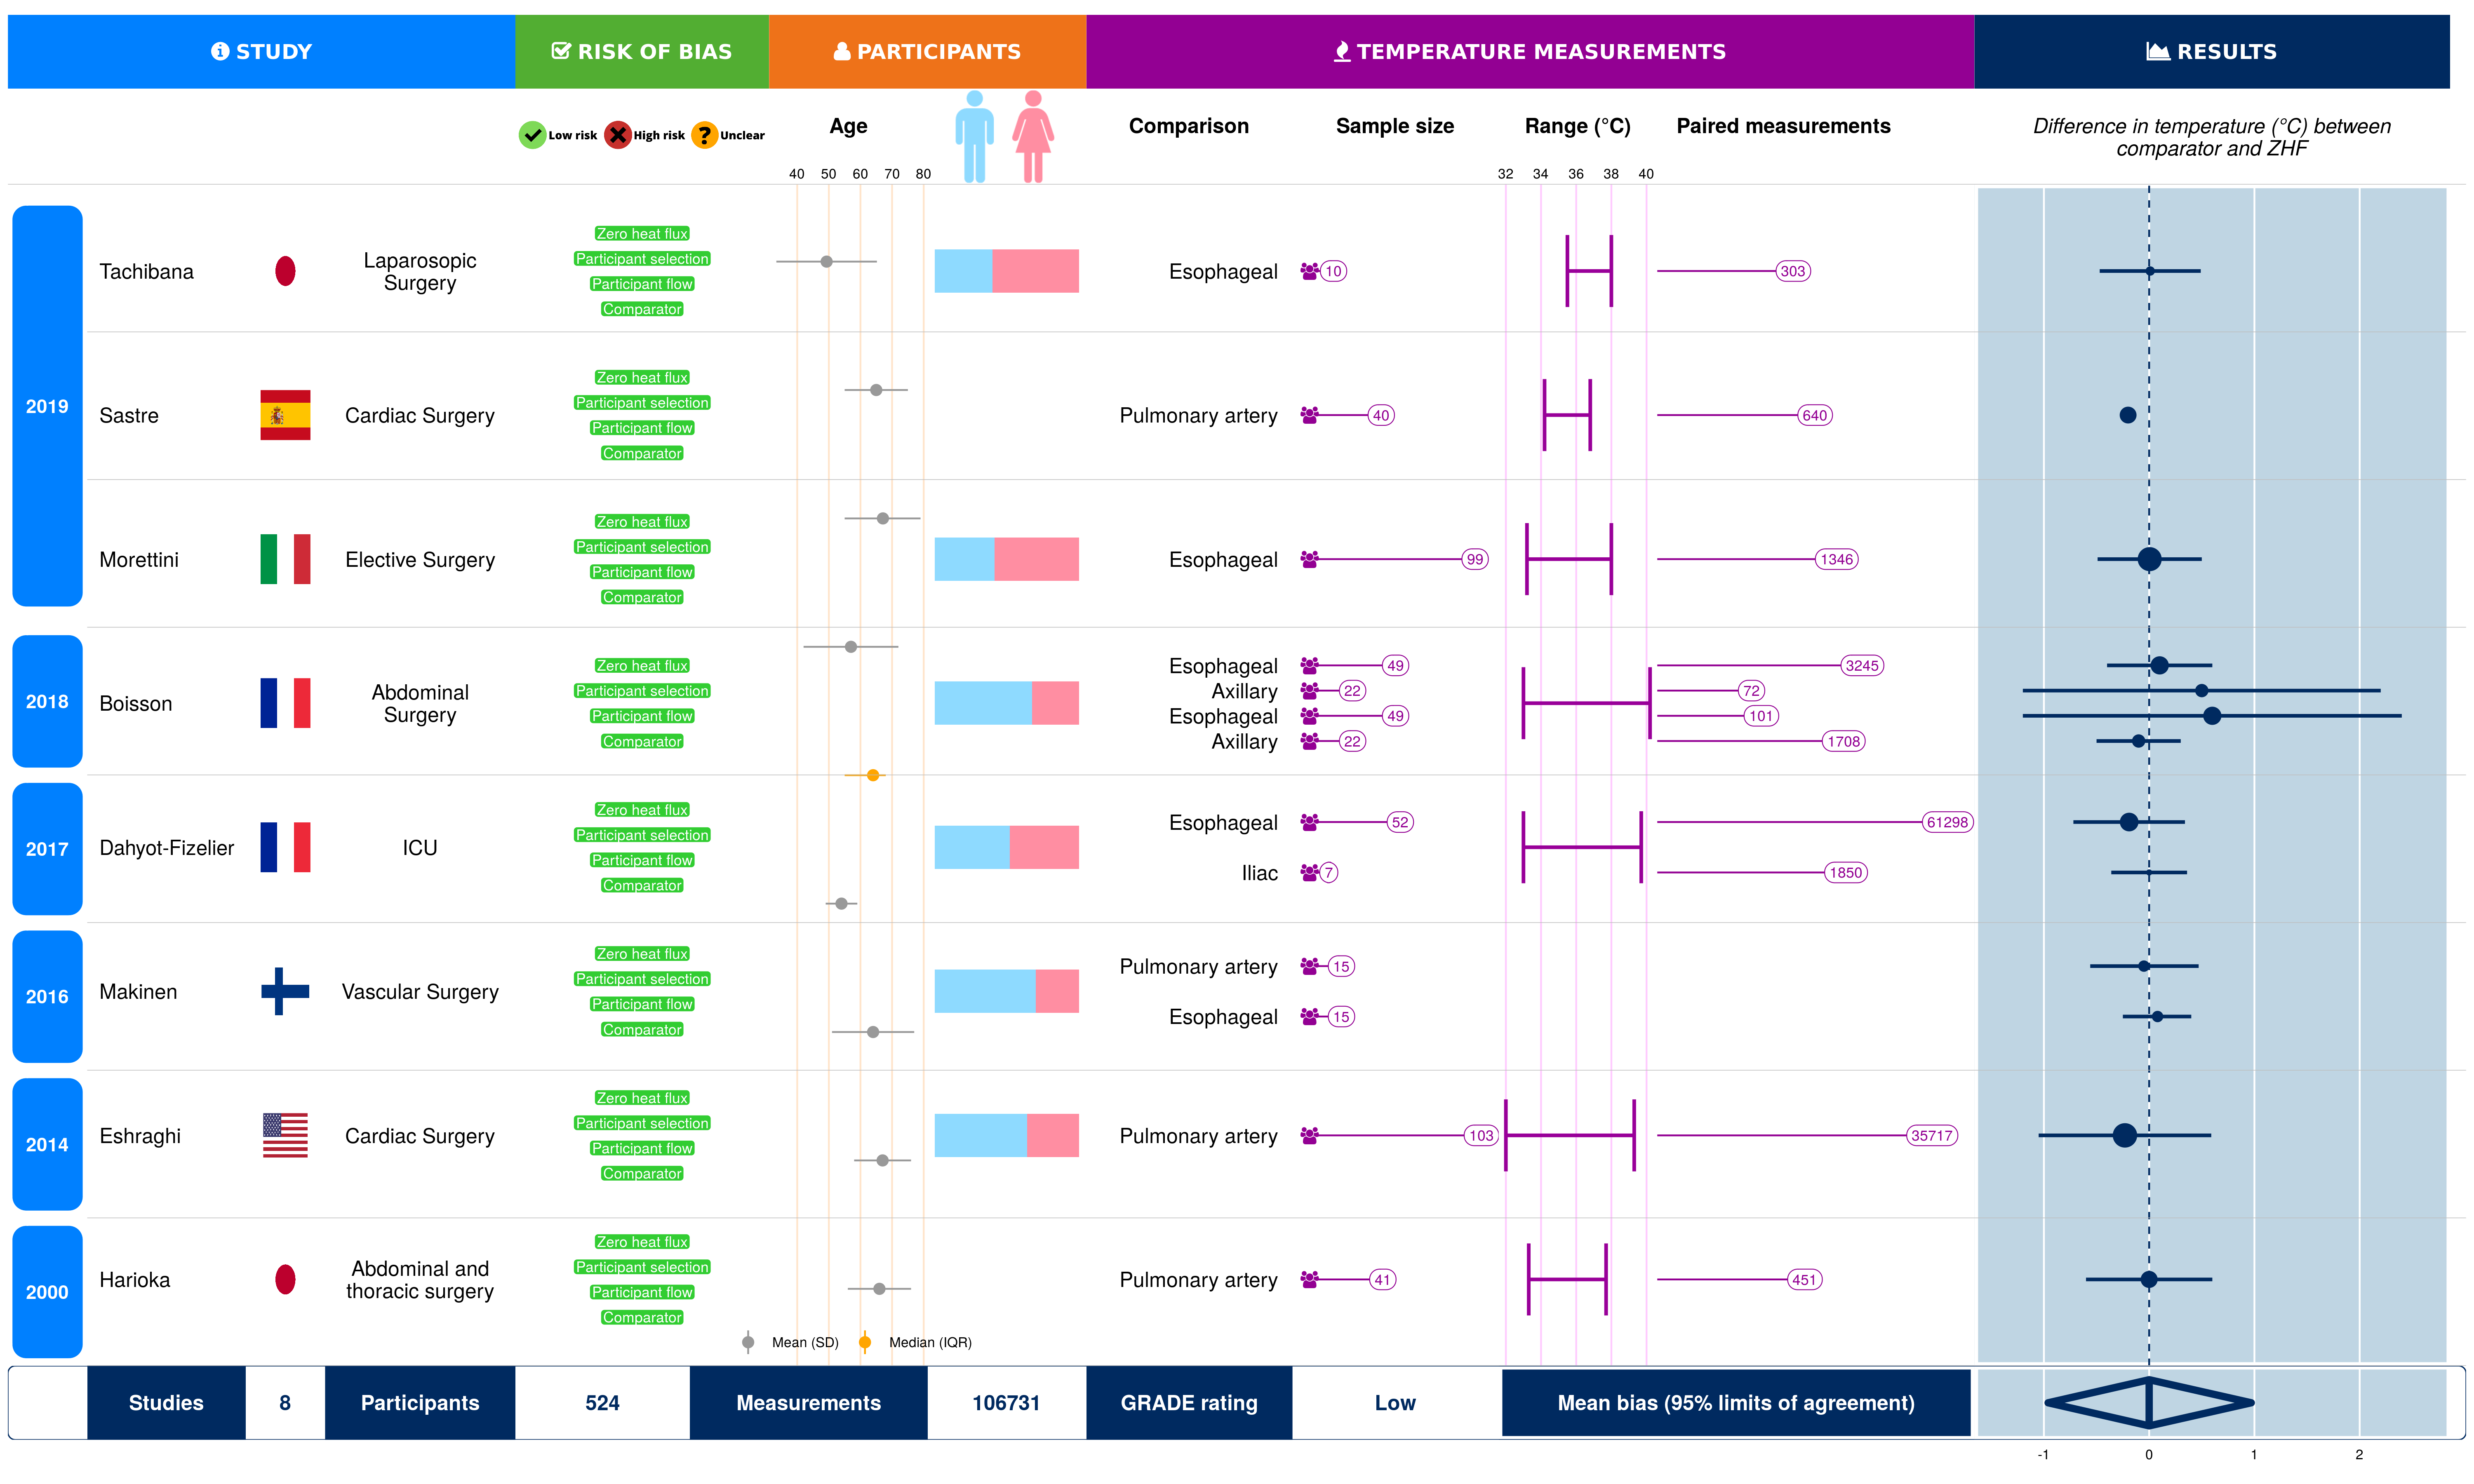 STUDY
RISK OF BIAS
PARTICIPANTS
TEMPERATURE MEASUREMENTS
RESULTS
Low risk High risk Unclear
Age
Comparison
Sample size
Range (°C)
Paired measurements
Difference in temperature (°C) between
comparator and ZHF
40 50 60 70 80
32 34 36 38 40
2019
Tachibana
Laparosopic
Surgery
Zero heat flux
Participant selection
Participant flow
Comparator
Esophageal
10
303
Sastre
Cardiac Surgery
Zero heat flux
Participant selection
Participant flow
Comparator
Pulmonary artery
40
640
Morettini
Elective Surgery
Zero heat flux
Participant selection
Participant flow
Comparator
Esophageal
99
1346
2018
Boisson
Abdominal
Surgery
Zero heat flux
Participant selection
Participant flow
Comparator
Esophageal 49 3245
Axillary 22 72
Esophageal 49 101
Axillary 22 1708
2017
Dahyot-Fizelier
ICU
Zero heat flux
Participant selection
Participant flow
Comparator
Esophageal 52 61298
Iliac 7 1850
2016
Makinen
Vascular Surgery
Zero heat flux
Participant selection
Participant flow
Comparator
Pulmonary artery 15
Esophageal 15
2014
Eshraghi
Cardiac Surgery
Zero heat flux
Participant selection
Participant flow
Comparator
Pulmonary artery
103
35717
2000
Harioka
Abdominal and
thoracic surgery
Zero heat flux
Participant selection
Participant flow
Comparator
Pulmonary artery
41
451
Mean (SD) Median (IQR)
Studies 8 Participants 524 Measurements 106731 GRADE rating Low Mean bias (95% limits of agreement)
-1 0 1 2